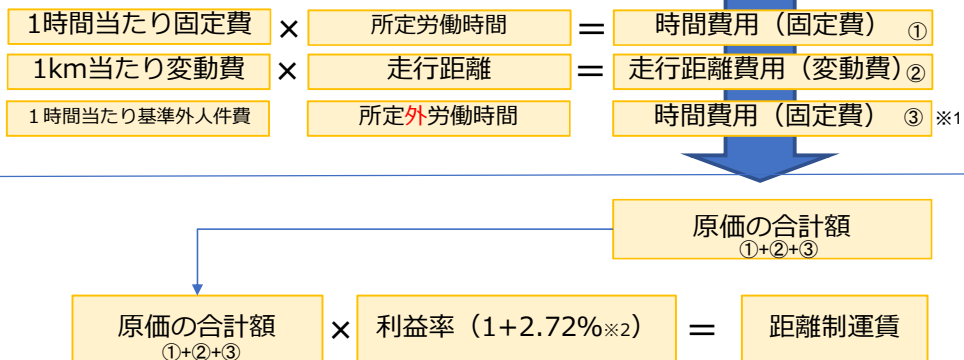 1時間当たり固定費 × 所定労働時間 = 時間費用（固定費） ①
1km当たり変動費 × 走行距離 = 走行距離費用（変動費）②
１時間当たり基準外人件費 所定外労働時間 時間費用（固定費） ③ ※1
原価の合計額
①+②+③
原価の合計額 × 利益率（1+2.72%※2） = 距離制運賃
①+②+③